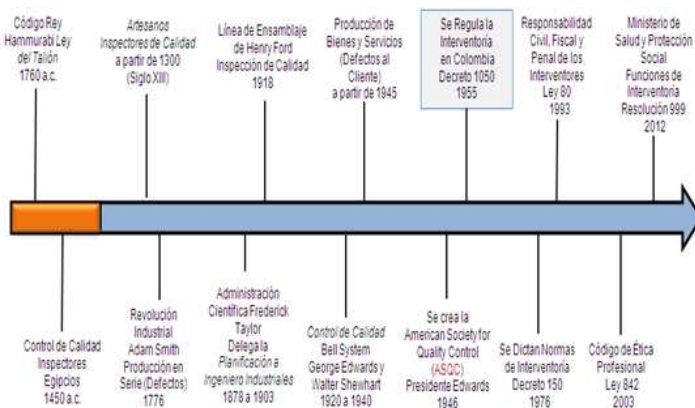 Código Rey
Hammurabi Ley
del Talión
1760 a.c.
Artesanos
Inspectores de Calidad
a partir de 1300
(Siglo XIII)
Línea de Ensamblaje
de Henry Ford
Inspección de Calidad
1918
Producción de
Bienes y Servicios
(Defectos al
Cliente)
a partir de 1945
Se Regula la
Interventoría
en Colombia
Decreto 1050
1955
Responsabilidad
Civil, Fiscal y
Penal de los
Interventores
Ley 80
1993
Ministerio de
Salud y Protección
Social
Funciones de
Interventoría
Resolución 999
2012
Control de Calidad
Inspectores
Egipcios
1450 a.c.
Revolución
Industrial
Adam Smith
Producción en
Serie (Defectos)
1776
Administración
Científica Frederick
Taylor
Delega la
Planificación a
Ingeniero Industriales
1878 a 1903
Control de Calidad
Bell System
George Edwards y
Walter Shewhart
1920 a 1940
Se crea la
American Society for
Quality Control
(ASQC)
Presidente Edwards
1946
Se Dictan Normas
de Interventoría
Decreto 150
1976
Código de Ética
Profesional
Ley 842
2003